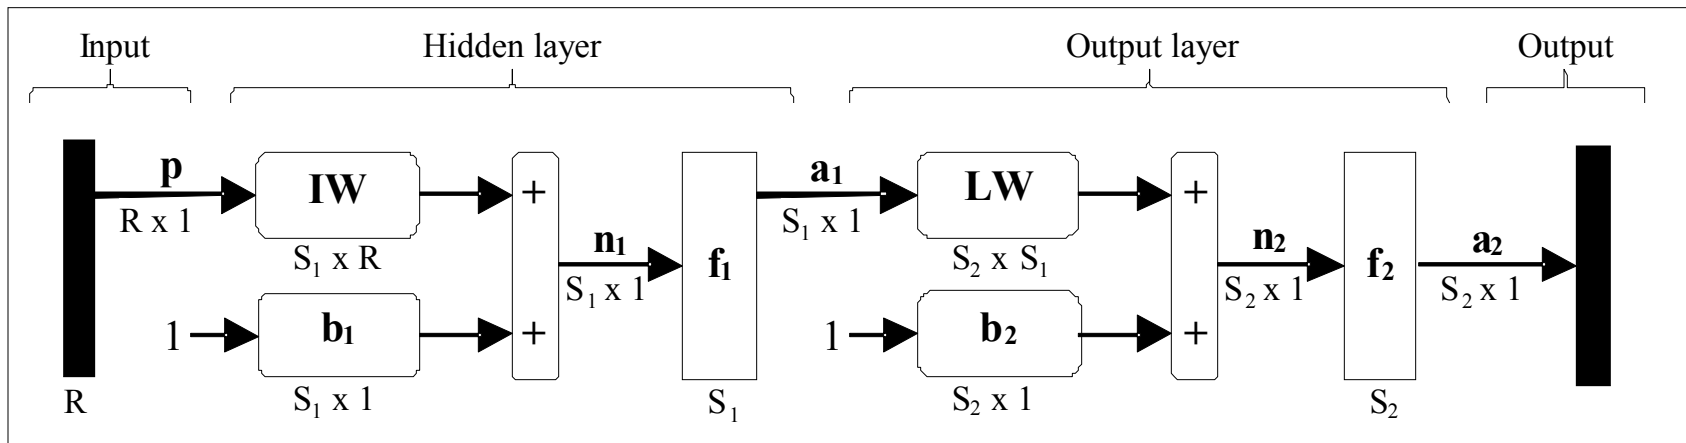 Input Hidden layer Output layer Output
p IW + a₁ LW +
R x 1 S₁ x R S₁ x 1 S₂ x S₁
n₁ f₁ n₂ f₂ a₂
S₁ x 1 S₂ x 1 S₂ x 1
1 b₁ + 1 b₂ +
R S₁ x 1 S₁ S₂ x 1 S₂